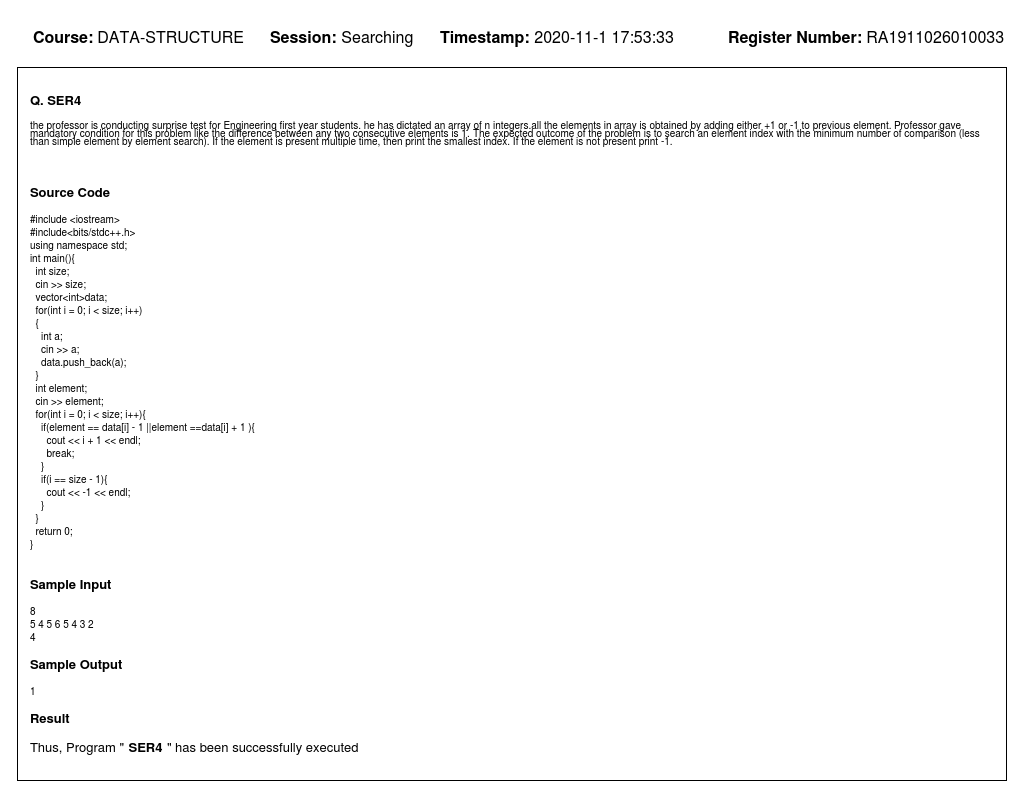 Course: DATA-STRUCTURE Session: Searching Timestamp: 2020-11-1 17:53:33 Register Number: RA1911026010033
Q. SER4
the professor is conducting surprise test for Engineering first year students. he has dictated an array of n integers.all the elements in array is obtained by adding either +1 or -1 to previous element. Professor gave
mandatory condition for this problem like the difference between any two consecutive elements is 1. The expected outcome of the problem is to search an element index with the minimum number of comparison (less
than simple element by element search). If the element is present multiple time, then print the smallest index. If the element is not present print -1.
Source Code
#include <iostream>
#include<bits/stdc++.h>
using namespace std;
int main(){
int size;
cin >> size;
vector<int>data;
for(int i = 0; i < size; i++)
{
int a;
cin >> a;
data.push_back(a);
}
int element;
cin >> element;
for(int i = 0; i < size; i++){
if(element == data[i] - 1 ||element ==data[i] + 1 ){
cout << i + 1 << endl;
break;
}
if(i == size - 1){
cout << -1 << endl;
}
}
return 0;
}
Sample Input
8
5 4 5 6 5 4 3 2
4
Sample Output
1
Result
Thus, Program " SER4 " has been successfully executed